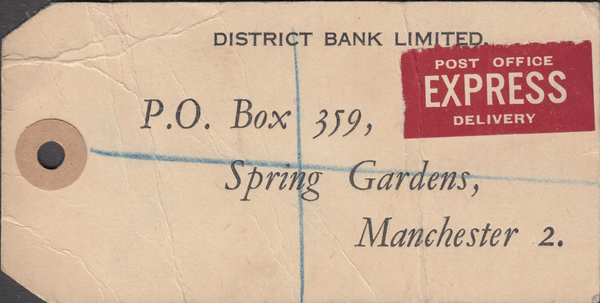 DISTRICT BANK LIMITED.
POST OFFICE
EXPRESS
DELIVERY
P.O. Box 359,
Spring Gardens,
Manchester 2.